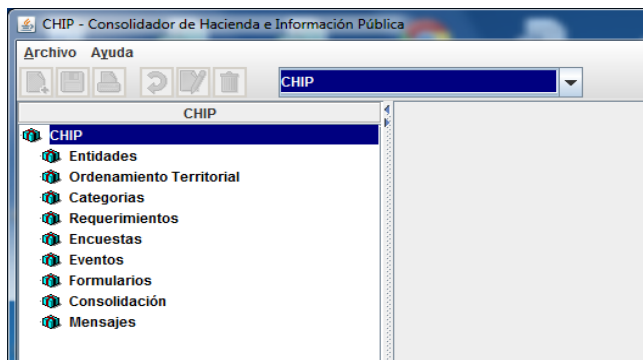 CHIP - Consolidador de Hacienda e Información Pública
Archivo Ayuda
CHIP
CHIP
CHIP
Entidades
Ordenamiento Territorial
Categorias
Requerimientos
Encuestas
Eventos
Formularios
Consolidación
Mensajes